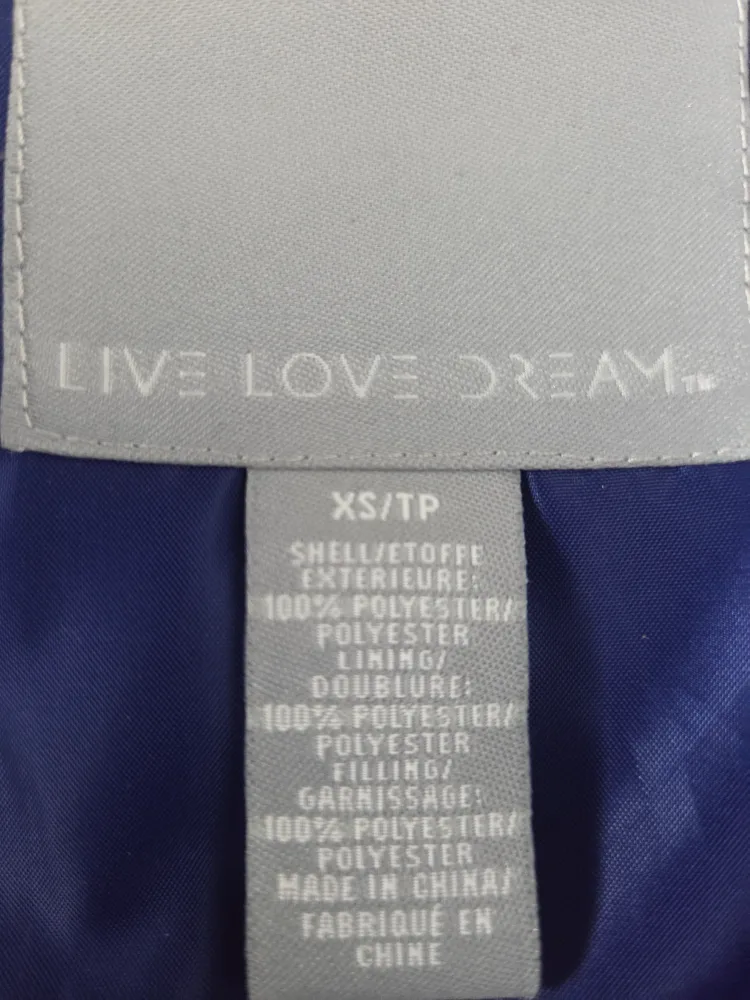 LIVE LOVE DREAM™
XS/TP
SHELL/ETOFFE
EXTERIEURE:
100% POLYESTER/
POLYESTER
LINING/
DOUBLURE:
100% POLYESTER/
POLYESTER
FILLING/
GARNISSAGE:
100% POLYESTER/
POLYESTER
MADE IN CHINA/
FABRIQUÉ EN
CHINE